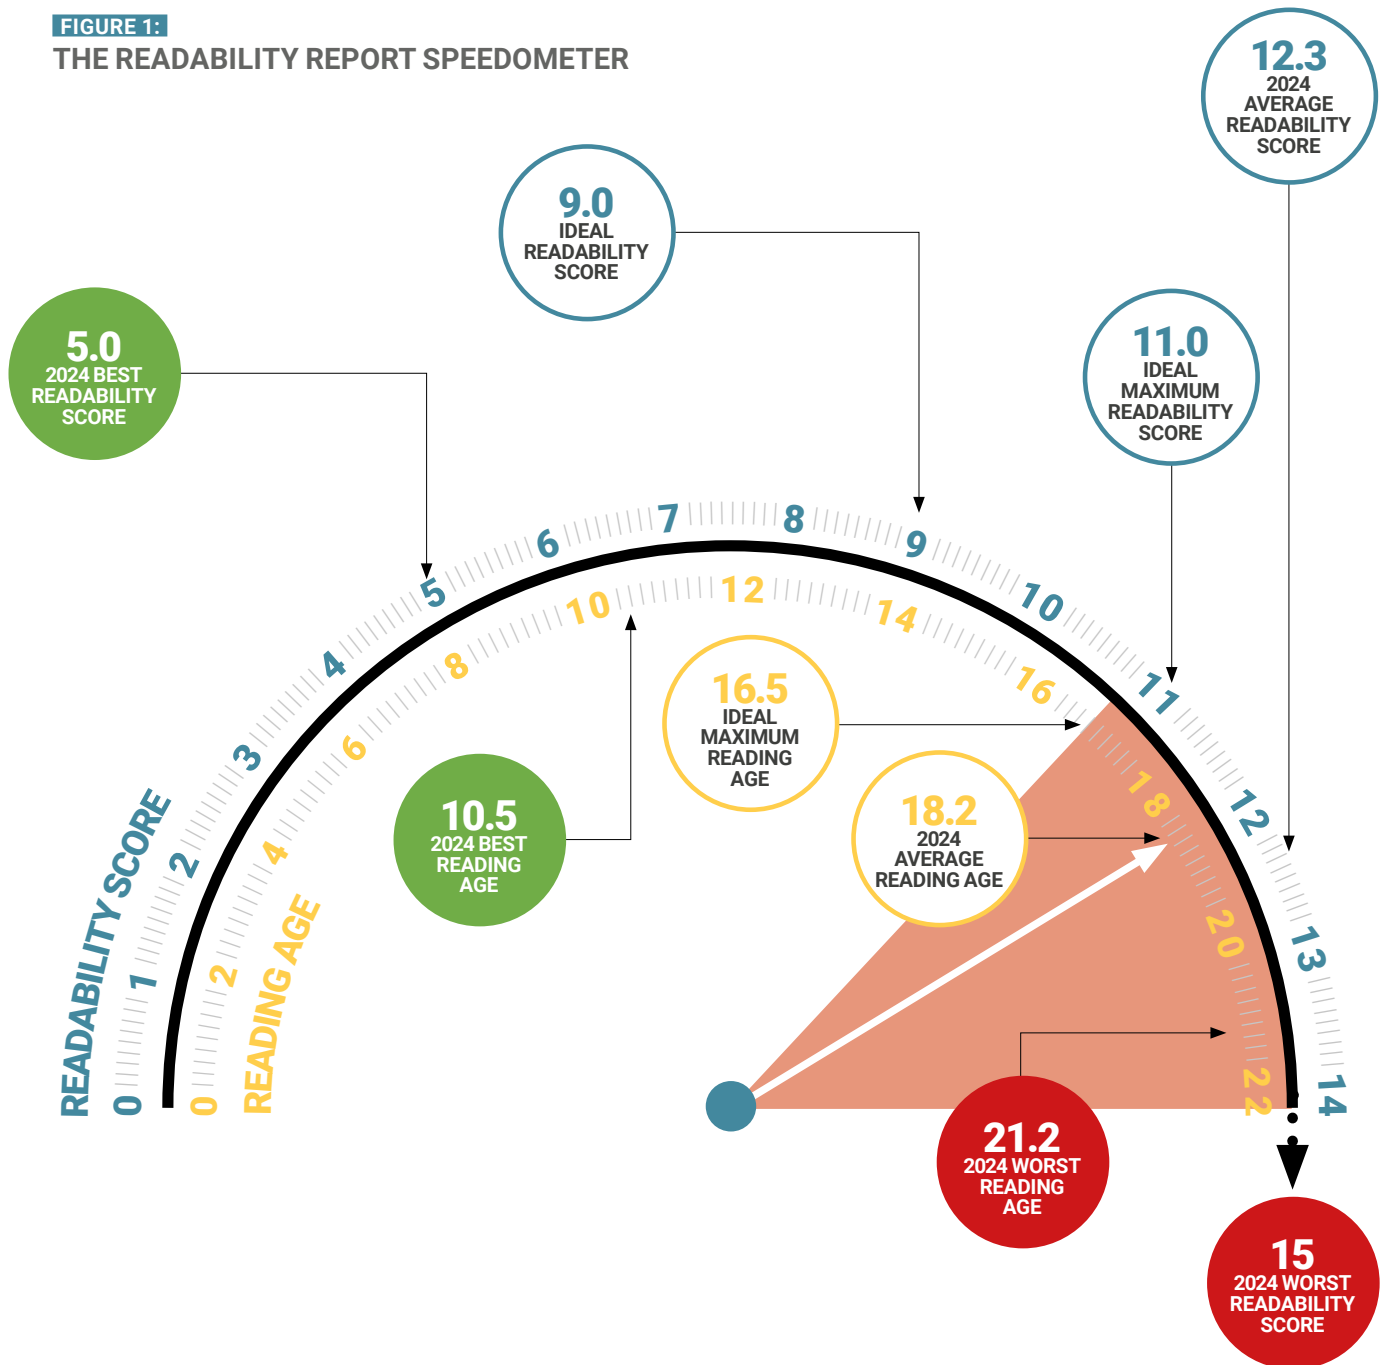 FIGURE 1:
THE READABILITY REPORT SPEEDOMETER
12.3
2024
AVERAGE
READABILITY
SCORE
9.0
IDEAL
READABILITY
SCORE
11.0
IDEAL
MAXIMUM
READABILITY
SCORE
5.0
2024 BEST
READABILITY
SCORE
READABILITY SCORE
0
1
2
3
4
5
6
7
8
9
10
11
12
13
14
READING AGE
0
2
4
6
8
10
12
14
16
18
20
22
16.5
IDEAL
MAXIMUM
READING
AGE
10.5
2024 BEST
READING
AGE
18.2
2024
AVERAGE
READING AGE
21.2
2024 WORST
READING
AGE
15
2024 WORST
READABILITY
SCORE